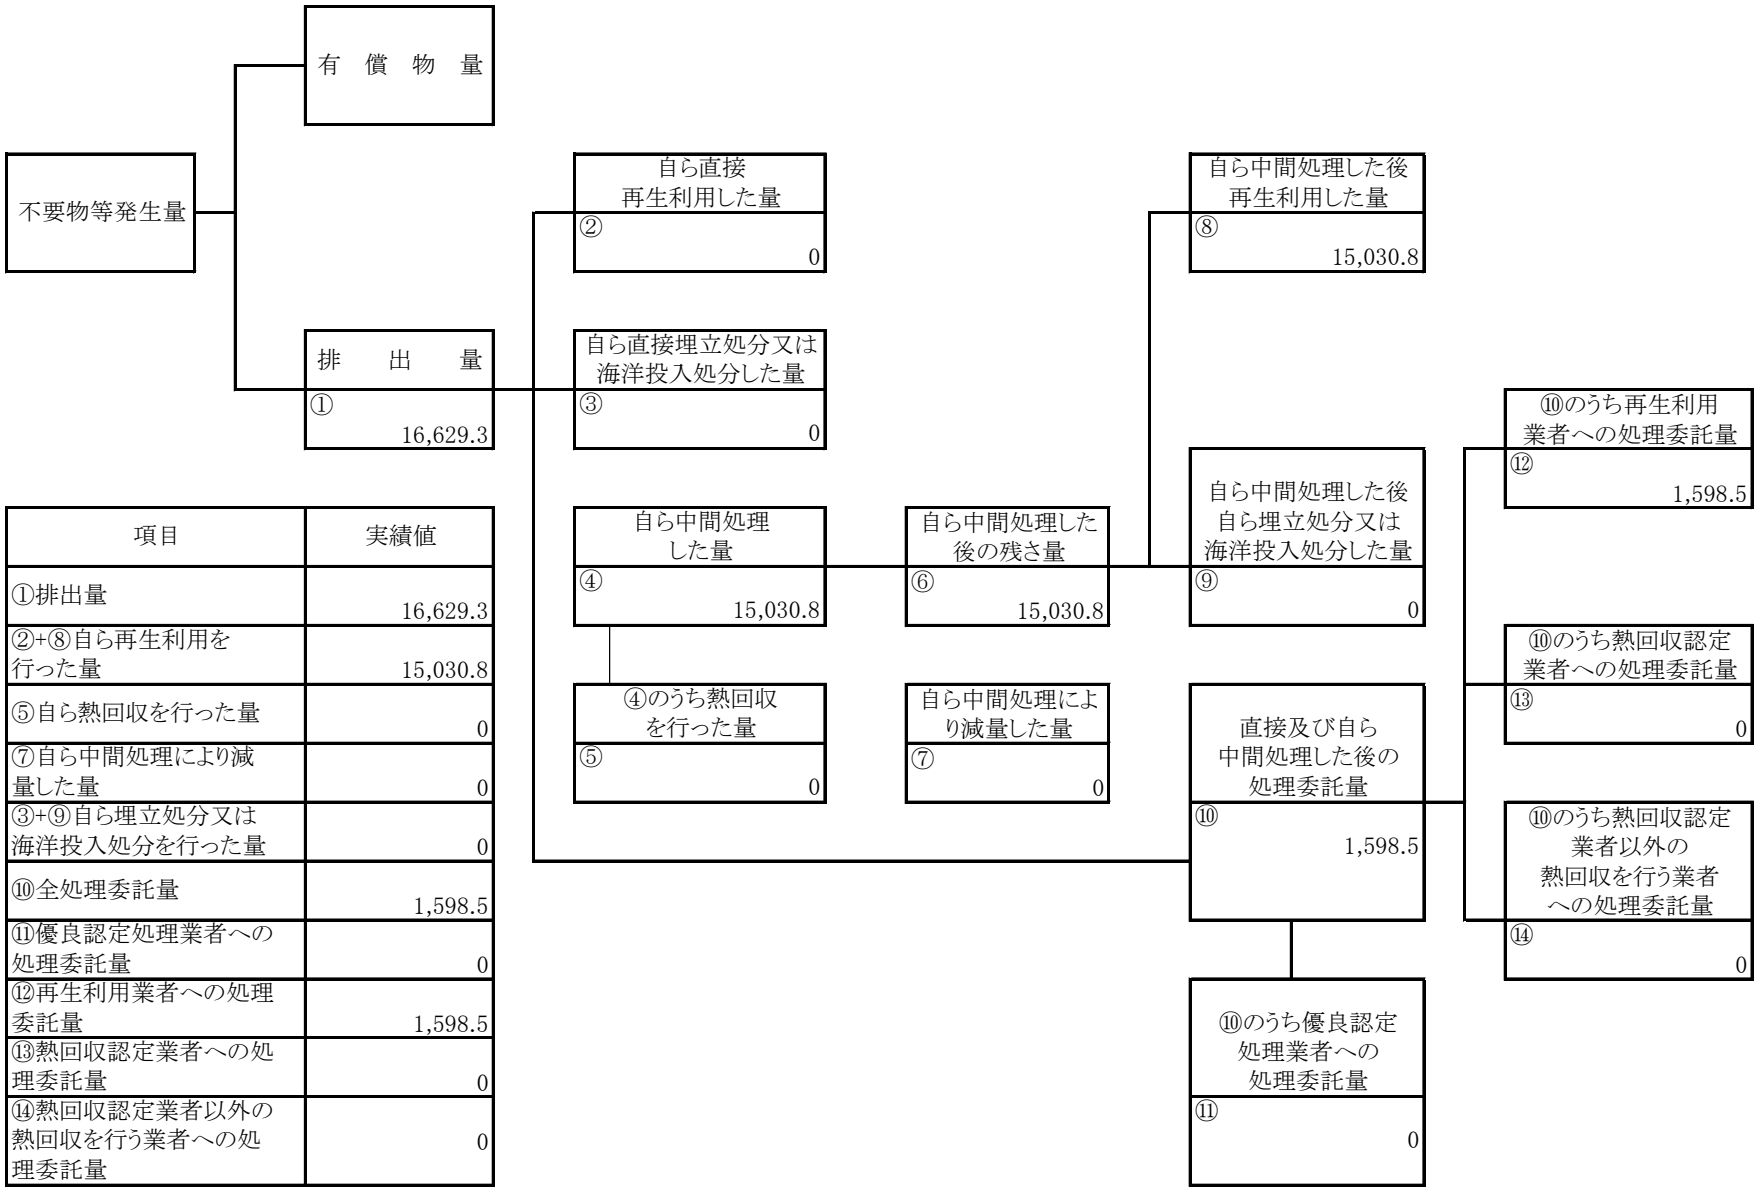 有　償　物　量
不要物等発生量
自ら直接
再生利用した量
②
0
自ら中間処理した後
再生利用した量
⑧
15,030.8
排　出　量
①
16,629.3
自ら直接埋立処分又は
海洋投入処分した量
③
0
⑩のうち再生利用
業者への処理委託量
⑫
1,598.5
自ら中間処理
した量
④
15,030.8
自ら中間処理した
後の残さ量
⑥
15,030.8
自ら中間処理した後
自ら埋立処分又は
海洋投入処分した量
⑨
0
⑩のうち熱回収認定
業者への処理委託量
⑬
0
④のうち熱回収
を行った量
⑤
0
自ら中間処理によ
り減量した量
⑦
0
直接及び自ら
中間処理した後の
処理委託量
⑩
1,598.5
⑩のうち熱回収認定
業者以外の
熱回収を行う業者
への処理委託量
⑭
0
⑩のうち優良認定
処理業者への
処理委託量
⑪
0
項目　実績値
①排出量
16,629.3
②+⑧自ら再生利用を
行った量　15,030.8
⑤自ら熱回収を行った量
0
⑦自ら中間処理により減
量した量　0
③+⑨自ら埋立処分又は
海洋投入処分を行った量　0
⑩全処理委託量
1,598.5
⑪優良認定処理業者への
処理委託量　0
⑫再生利用業者への処理
委託量　1,598.5
⑬熱回収認定業者への処
理委託量　0
⑭熱回収認定業者以外の
熱回収を行う業者への処　0
理委託量